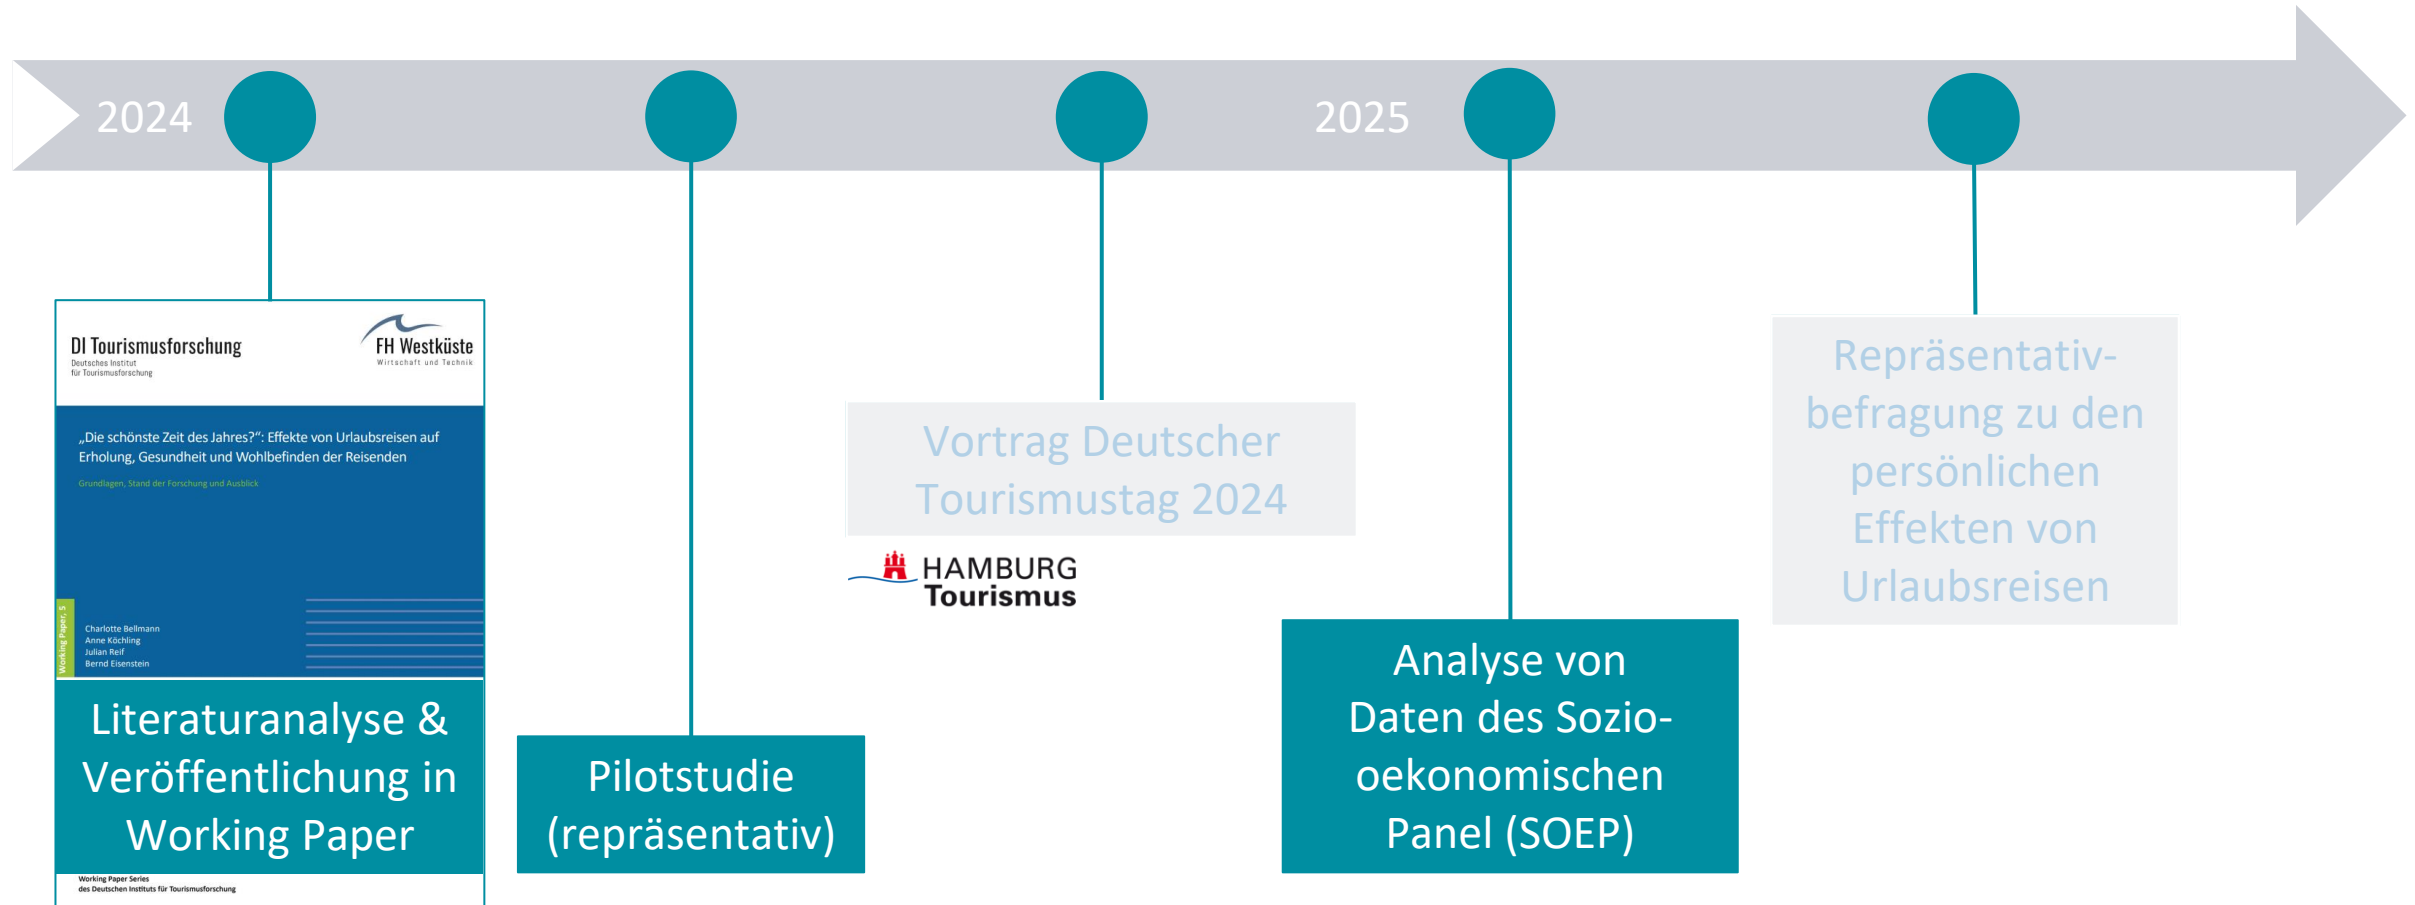 2024
2025
DI Tourismusforschung
Deutsches Institut
für Tourismusforschung
FH Westküste
Wirtschaft und Technik
„Die schönste Zeit des Jahres?“: Effekte von Urlaubsreisen auf
Erholung, Gesundheit und Wohlbefinden der Reisenden
Grundlagen, Stand der Forschung und Ausblick
Working Paper, 5
Charlotte Bellmann
Anne Köchling
Julian Reif
Bernd Eisenstein
Literaturanalyse &
Veröffentlichung in
Working Paper
Working Paper Series
des Deutschen Instituts für Tourismusforschung
Pilotstudie
(repräsentativ)
Vortrag Deutscher
Tourismustag 2024
HAMBURG
Tourismus
Analyse von
Daten des Sozio-
oekonomischen
Panel (SOEP)
Repräsentativ-
befragung zu den
persönlichen
Effekten von
Urlaubsreisen